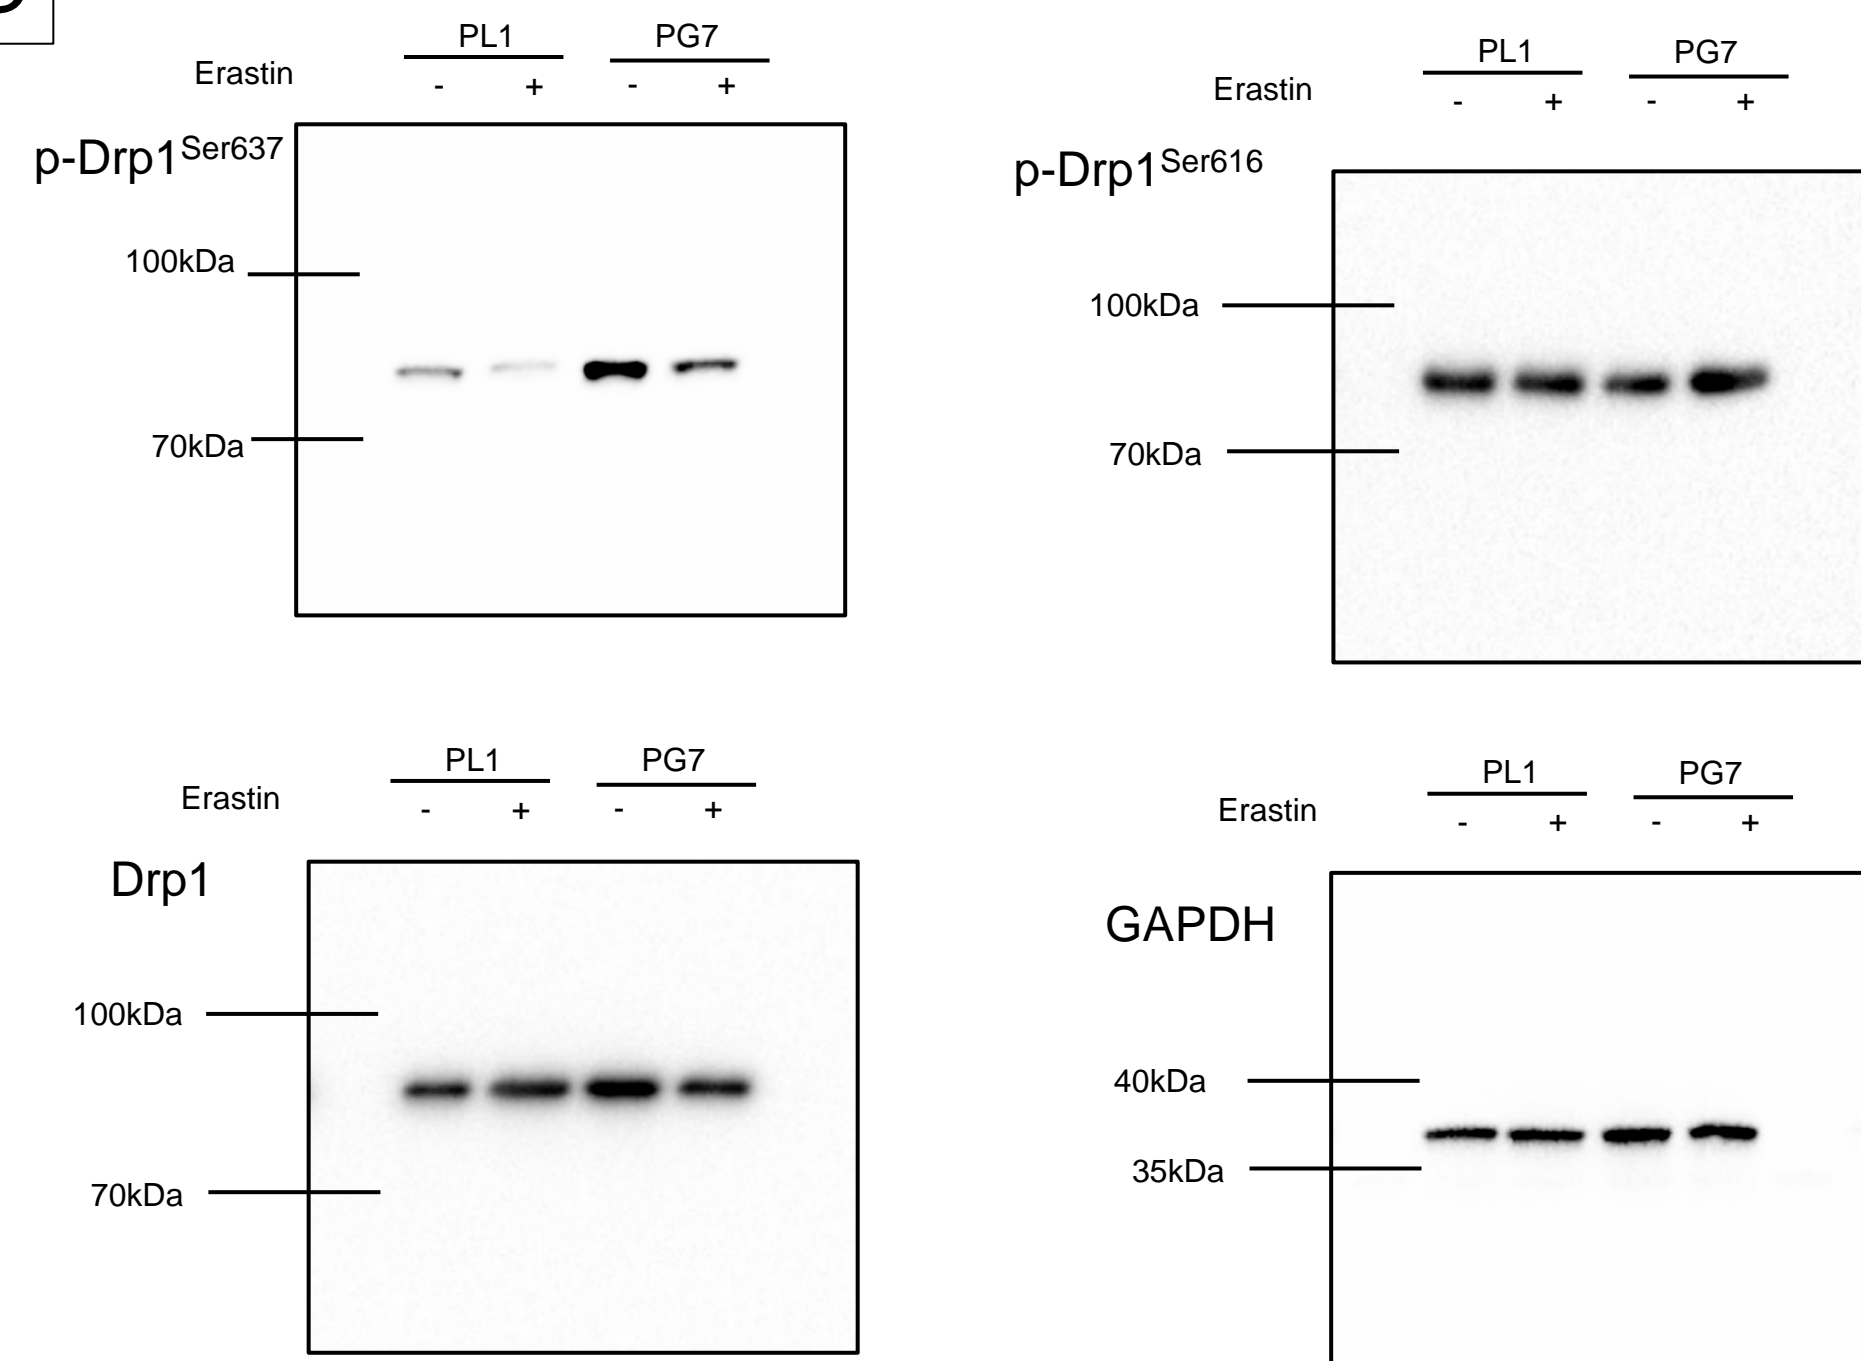 PL1 PG7
Erastin - + - +
p-Drp1Ser637
100kDa
70kDa
PL1 PG7
Erastin - + - +
p-Drp1Ser616
100kDa
70kDa
PL1 PG7
Erastin - + - +
Drp1
100kDa
70kDa
PL1 PG7
Erastin - + - +
GAPDH
40kDa
35kDa